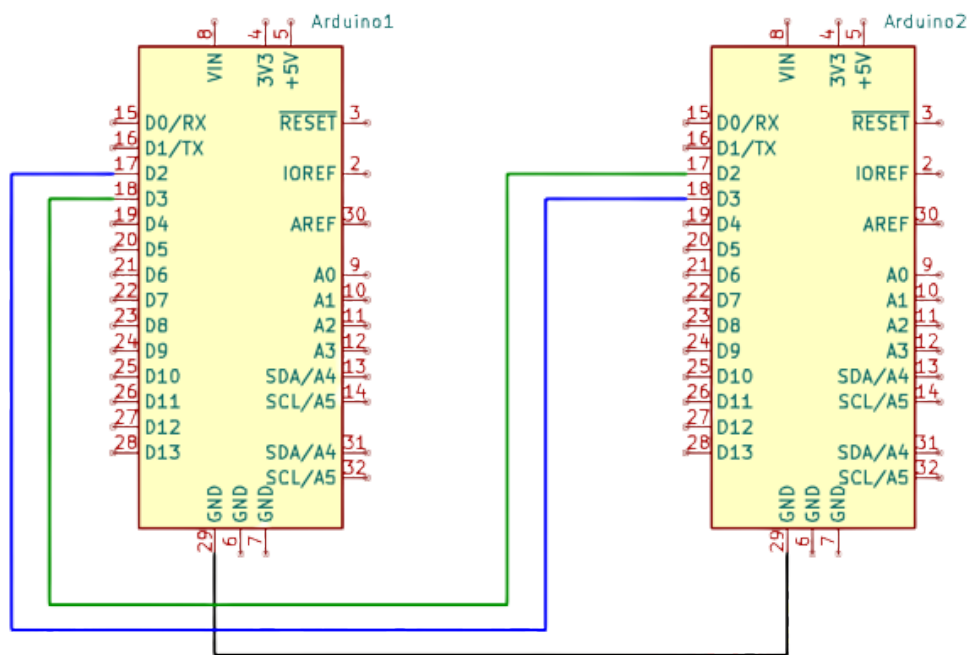 Arduino1
8 4 5
VIN 3V3 +5V
15 D0/RX RESET 3
16 D1/TX
17 D2 IOREF 2
18 D3
19 D4 AREF 30
20 D5
21 D6 A0 9
22 D7 A1 10
23 D8 A2 11
24 D9 A3 12
25 D10 SDA/A4 13
26 D11 SCL/A5 14
27 D12
28 D13 SDA/A4 31
SCL/A5 32
GND GND GND
29 6 7
Arduino2
8 4 5
VIN 3V3 +5V
15 D0/RX RESET 3
16 D1/TX
17 D2 IOREF 2
18 D3
19 D4 AREF 30
20 D5
21 D6 A0 9
22 D7 A1 10
23 D8 A2 11
24 D9 A3 12
25 D10 SDA/A4 13
26 D11 SCL/A5 14
27 D12
28 D13 SDA/A4 31
SCL/A5 32
GND GND GND
29 6 7